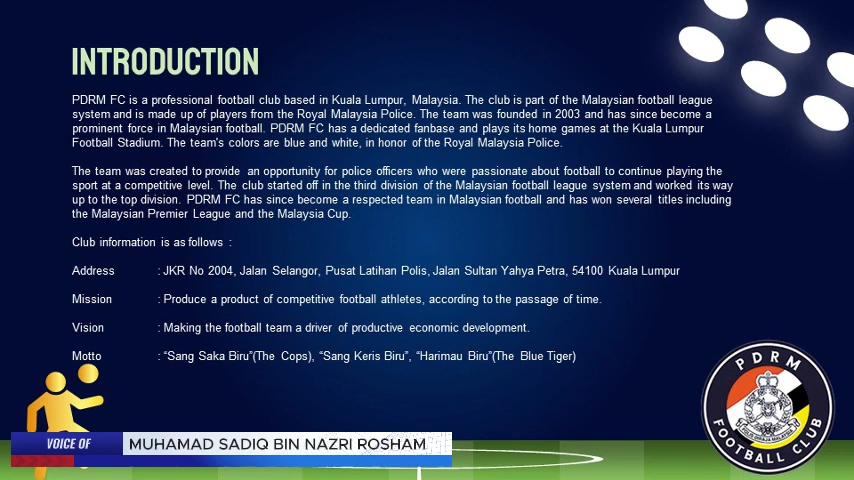 INTRODUCTION
PDRM FC is a professional football club based in Kuala Lumpur, Malaysia. The club is part of the Malaysian football league
system and is made up of players from the Royal Malaysia Police. The team was founded in 2003 and has since become a
prominent force in Malaysian football. PDRM FC has a dedicated fanbase and plays its home games at the Kuala Lumpur
Football Stadium. The team's colors are blue and white, in honor of the Royal Malaysia Police.
The team was created to provide an opportunity for police officers who were passionate about football to continue playing the
sport at a competitive level. The club started off in the third division of the Malaysian football league system and worked its way
up to the top division. PDRM FC has since become a respected team in Malaysian football and has won several titles including
the Malaysian Premier League and the Malaysia Cup.
Club information is as follows :
Address : JKR No 2004, Jalan Selangor, Pusat Latihan Polis, Jalan Sultan Yahya Petra, 54100 Kuala Lumpur
Mission : Produce a product of competitive football athletes, according to the passage of time.
Vision : Making the football team a driver of productive economic development.
Motto : “Sang Saka Biru”(The Cops), “Sang Keris Biru”, “Harimau Biru”(The Blue Tiger)
PDRM
FOOTBALL CLUB
VOICE OF MUHAMAD SADIQ BIN NAZRI ROSHAM